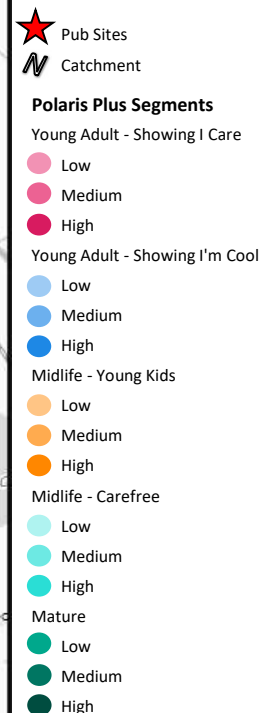 Pub Sites
Catchment
Polaris Plus Segments
Young Adult - Showing I Care
Low
Medium
High
Young Adult - Showing I'm Cool
Low
Medium
High
Midlife - Young Kids
Low
Medium
High
Midlife - Carefree
Low
Medium
High
Mature
Low
Medium
High